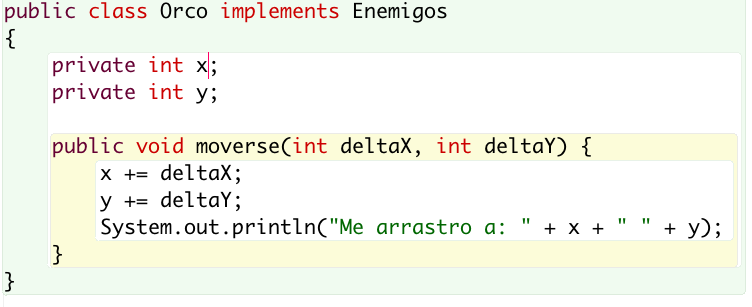 public class Orco implements Enemigos
{
    private int x;
    private int y;
    public void moverse(int deltaX, int deltaY) {
        x += deltaX;
        y += deltaY;
        System.out.println("Me arrastro a: " + x + " " + y);
    }
}